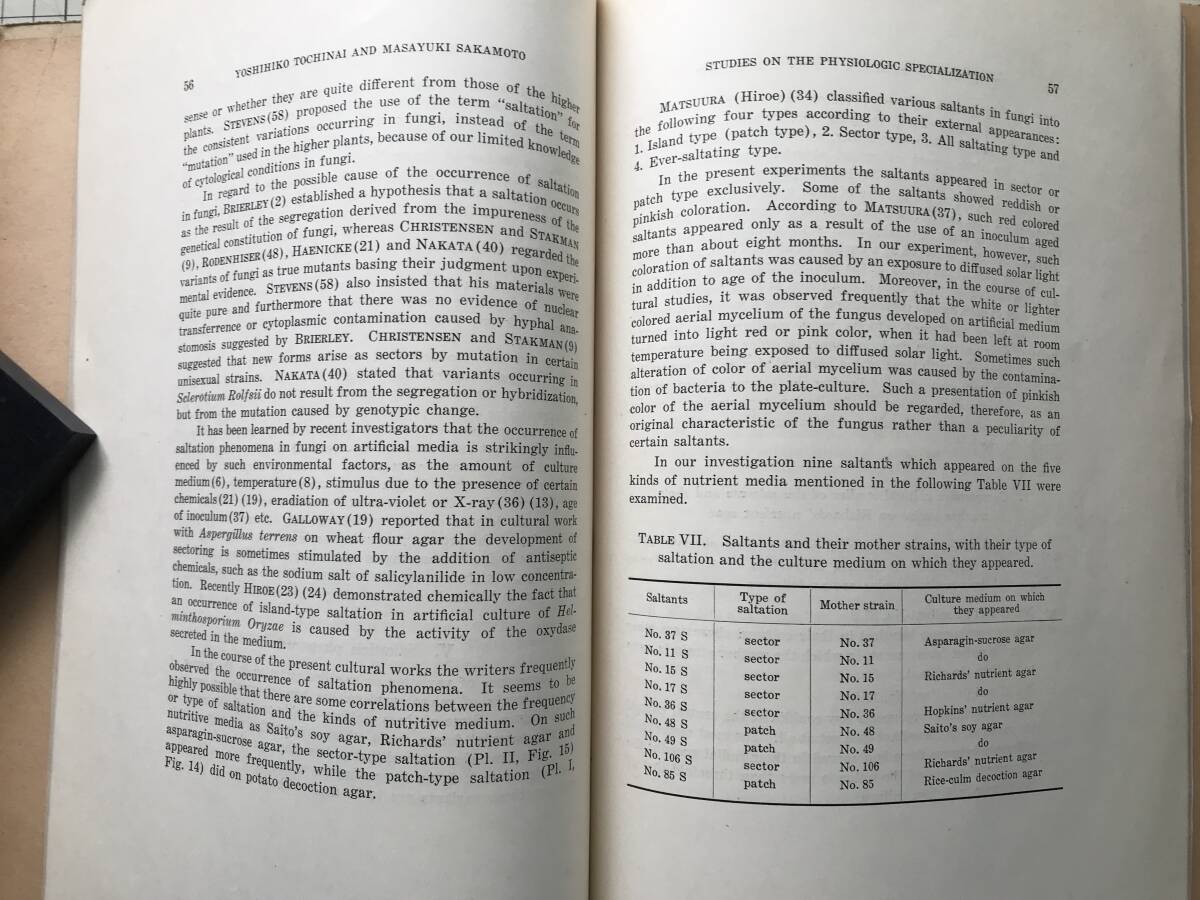 56 YOSHIHIKO TOCHINAI AND MASAYUKI SAKAMOTO
sense or whether they are quite different from those of the higher
plants. STEVENS(58) proposed the use of the term "saltation" for
the consistent variations occurring in fungi, instead of the term
"mutation" used in the higher plants, because of our limited knowledge
of cytological conditions in fungi.
In regard to the possible cause of the occurrence of saltation
in fungi, BRIERLEY(2) established a hypothesis that a saltation occurs
as the result of the segregation derived from the impureness of the
genetical constitution of fungi, whereas CHRISTENSEN and STAKMAN
(9), RODENHISER(48), HAENICKE(21) and NAKATA(40) regarded the
variants of fungi as true mutants basing their judgment upon experi-
mental evidence. STEVENS(58) also insisted that his materials were
quite pure and furthermore that there was no evidence of nuclear
transferrence or cytoplasmic contamination caused by hyphal ana-
stomosis suggested by BRIERLEY. CHRISTENSEN and STAKMAN(9)
suggested that new forms arise as sectors by mutation in certain
unisexual strains. NAKATA(40) stated that variants occurring in
Sclerotium Rolfsii do not result from the segregation or hybridization,
but from the mutation caused by genotypic change.
It has been learned by recent investigators that the occurrence of
saltation phenomena in fungi on artificial media is strikingly influ-
enced by such environmental factors, as the amount of culture
medium(6), temperature(8), stimulus due to the presence of certain
chemicals(21)(19), eradiation of ultra-violet or X-ray(36)(13), age
of inoculum(37) etc. GALLOWAY(19) reported that in cultural work
with Aspergillus terrens on wheat flour agar the development of
sectoring is sometimes stimulated by the addition of antiseptic
chemicals, such as the sodium salt of salicylanilide in low concentra-
tion. Recently HIROE(23)(24) demonstrated chemically the fact that
an occurrence of island-type saltation in artificial culture of Hel-
minthosporium Oryzae is caused by the activity of the oxydase
secreted in the medium.
In the course of the present cultural works the writers frequently
observed the occurrence of saltation phenomena. It seems to be
highly possible that there are some correlations between the frequency
or type of saltation and the kinds of nutritive medium. On such
nutritive media as Saito's soy agar, Richards' nutrient agar and
asparagin-sucrose agar, the sector-type saltation (Pl. II, Fig. 15)
appeared more frequently, while the patch-type saltation (Pl. I,
Fig. 14) did on potato decoction agar.
STUDIES ON THE PHYSIOLOGIC SPECIALIZATION 57
MATSUURA (Hiroe) (34) classified various saltants in fungi into
the following four types according to their external appearances:
1. Island type (patch type), 2. Sector type, 3. All saltating type and
4. Ever-saltating type.
In the present experiments the saltants appeared in sector or
patch type exclusively. Some of the saltants showed reddish or
pinkish coloration. According to MATSUURA(37), such red colored
saltants appeared only as a result of the use of an inoculum aged
more than about eight months. In our experiment, however, such
coloration of saltants was caused by an exposure to diffused solar light
in addition to age of the inoculum. Moreover, in the course of cul-
tural studies, it was observed frequently that the white or lighter
colored aerial mycelium of the fungus developed on artificial medium
turned into light red or pink color, when it had been left at room
temperature being exposed to diffused solar light. Sometimes such
alteration of color of aerial mycelium was caused by the contamina-
tion of bacteria to the plate-culture. Such a presentation of pinkish
color of the aerial mycelium should be regarded, therefore, as an
original characteristic of the fungus rather than a peculiarity of
certain saltants.
In our investigation nine saltants which appeared on the five
kinds of nutrient media mentioned in the following Table VII were
examined.
TABLE VII. Saltants and their mother strains, with their type of
saltation and the culture medium on which they appeared.
Saltants Type of saltation Mother strain Culture medium on which they appeared
No. 37 S sector No. 37 Asparagin-sucrose agar
No. 11 S sector No. 11 do
No. 15 S sector No. 15 Richards' nutrient agar
No. 17 S sector No. 17 do
No. 36 S sector No. 36 Hopkins' nutrient agar
No. 48 S patch No. 48 Saito's soy agar
No. 49 S patch No. 49 do
No. 106 S sector No. 106 Richards' nutrient agar
No. 85 S patch No. 85 Rice-culm decoction agar